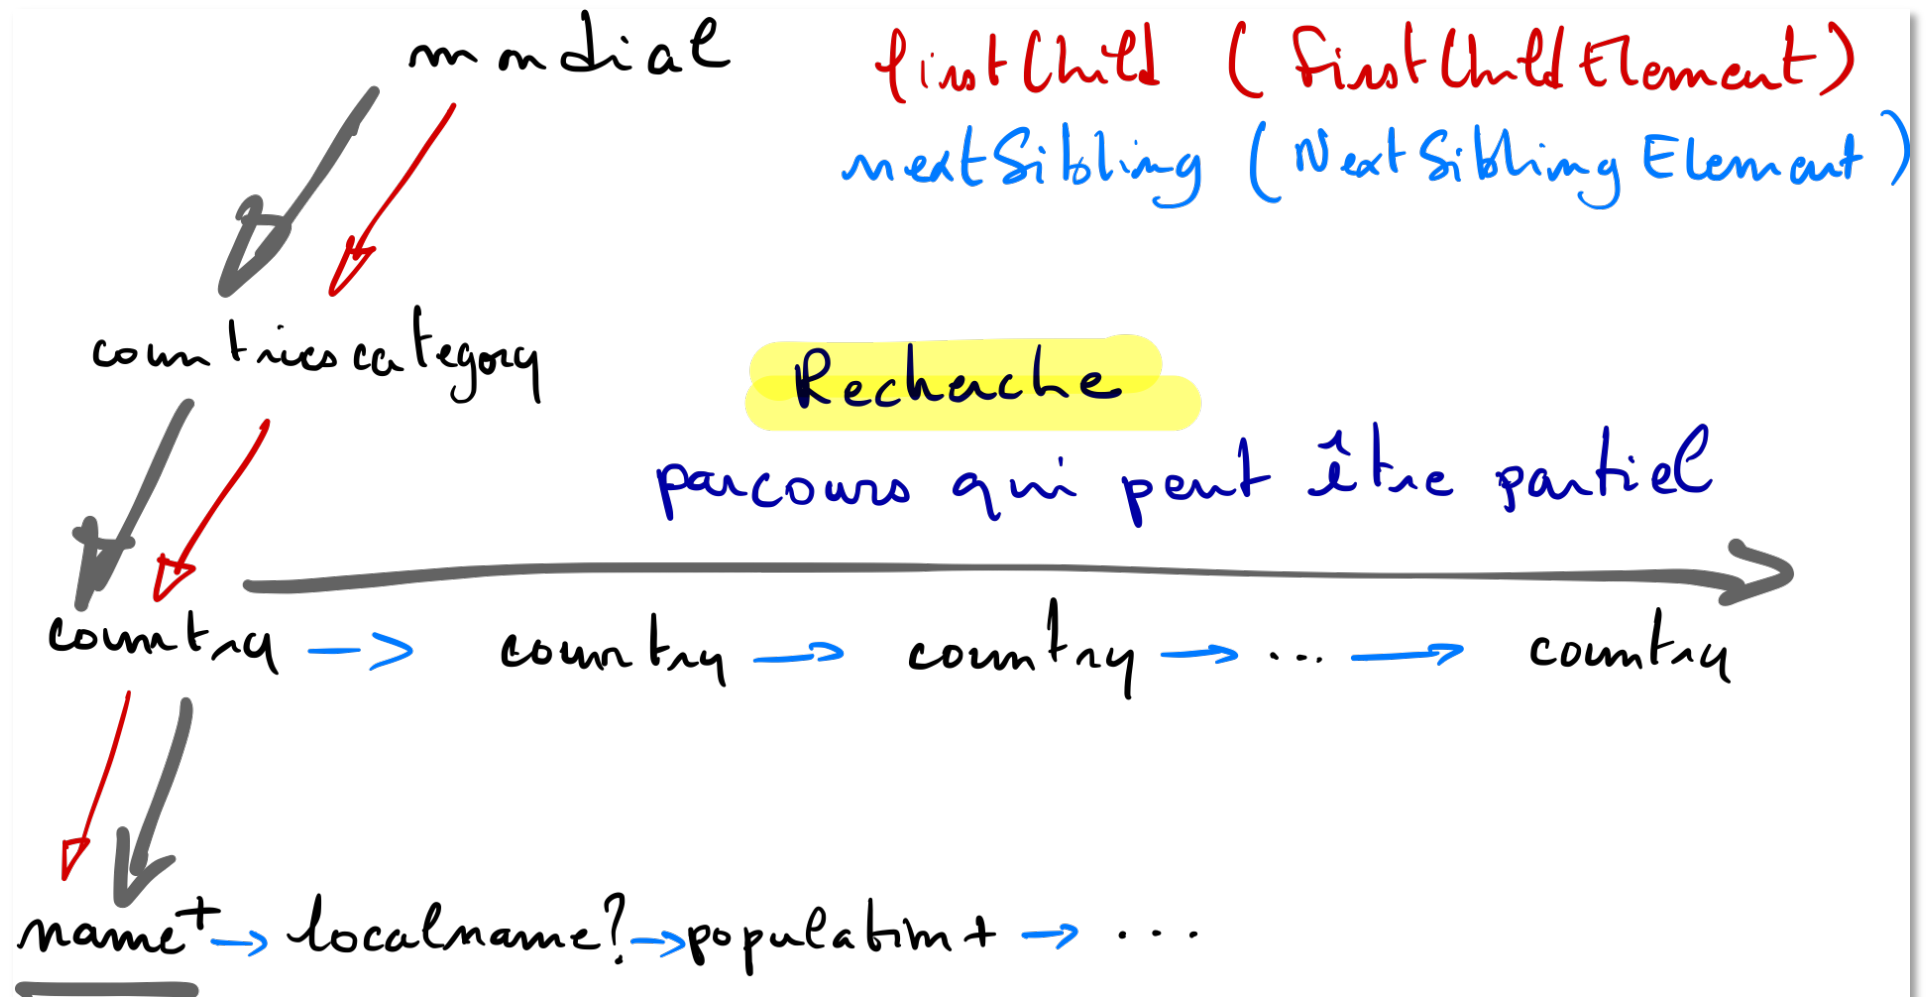 mondial
firstChild (FirstChildElement)
nextSibling (NextSiblingElement)
countriescategory
Recherche
parcours qui peut être partiel
country → country → country → ... → country
name+ → localname? → population+ → ...